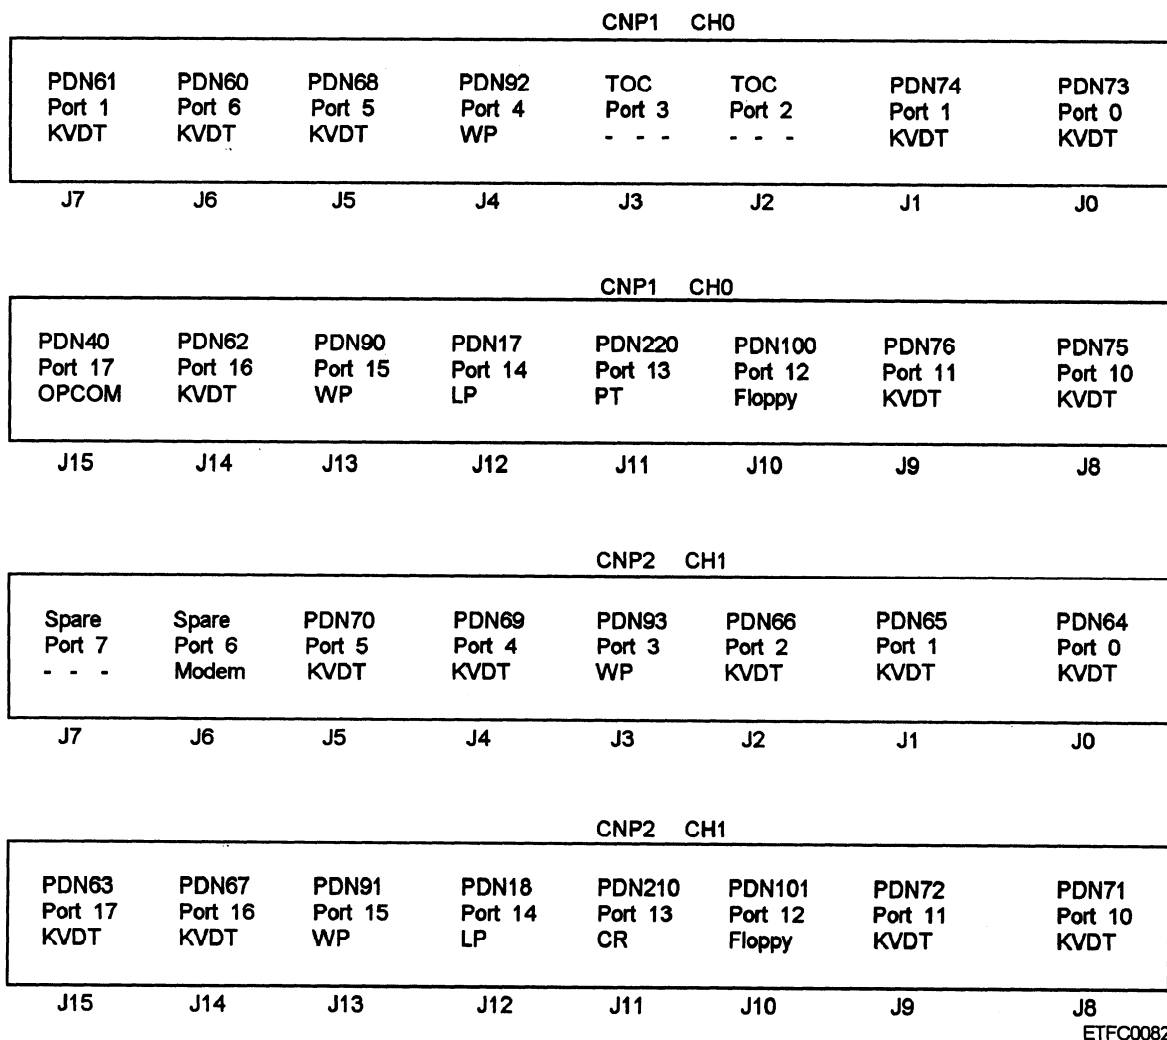 CNP1 CH0
PDN61 PDN60 PDN68 PDN92 TOC TOC PDN74 PDN73
Port 1 Port 6 Port 5 Port 4 Port 3 Port 2 Port 1 Port 0
KVDT KVDT KVDT WP - - - - - - KVDT KVDT
J7 J6 J5 J4 J3 J2 J1 J0
CNP1 CH0
PDN40 PDN62 PDN90 PDN17 PDN220 PDN100 PDN76 PDN75
Port 17 Port 16 Port 15 Port 14 Port 13 Port 12 Port 11 Port 10
OPCOM KVDT WP LP PT Floppy KVDT KVDT
J15 J14 J13 J12 J11 J10 J9 J8
CNP2 CH1
Spare Spare PDN70 PDN69 PDN93 PDN66 PDN65 PDN64
Port 7 Port 6 Port 5 Port 4 Port 3 Port 2 Port 1 Port 0
- - - Modem KVDT KVDT WP KVDT KVDT KVDT
J7 J6 J5 J4 J3 J2 J1 J0
CNP2 CH1
PDN63 PDN67 PDN91 PDN18 PDN210 PDN101 PDN72 PDN71
Port 17 Port 16 Port 15 Port 14 Port 13 Port 12 Port 11 Port 10
KVDT KVDT WP LP CR Floppy KVDT KVDT
J15 J14 J13 J12 J11 J10 J9 J8
ETFC0082